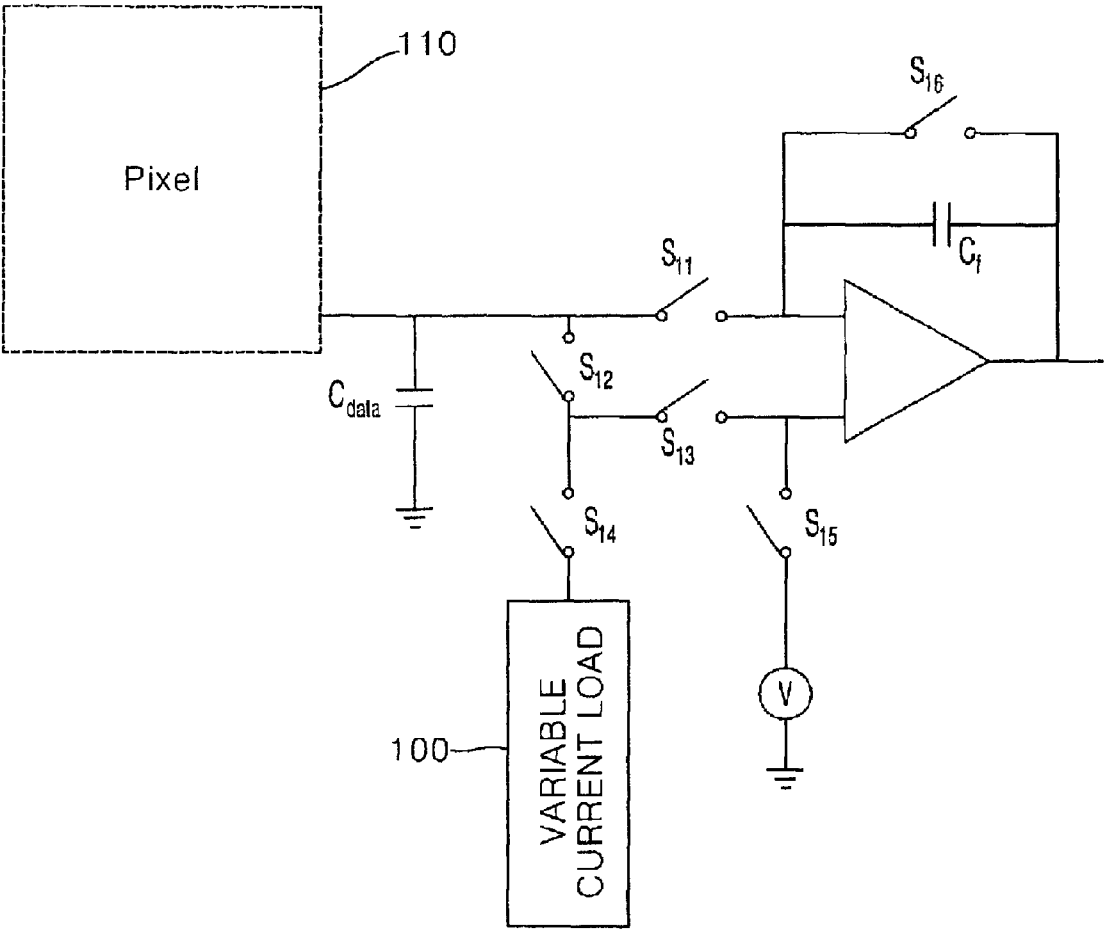 110
Pixel
S16
Cf
S11
Cdata
S12
S13
S14
S15
100
VARIABLE
CURRENT LOAD
V